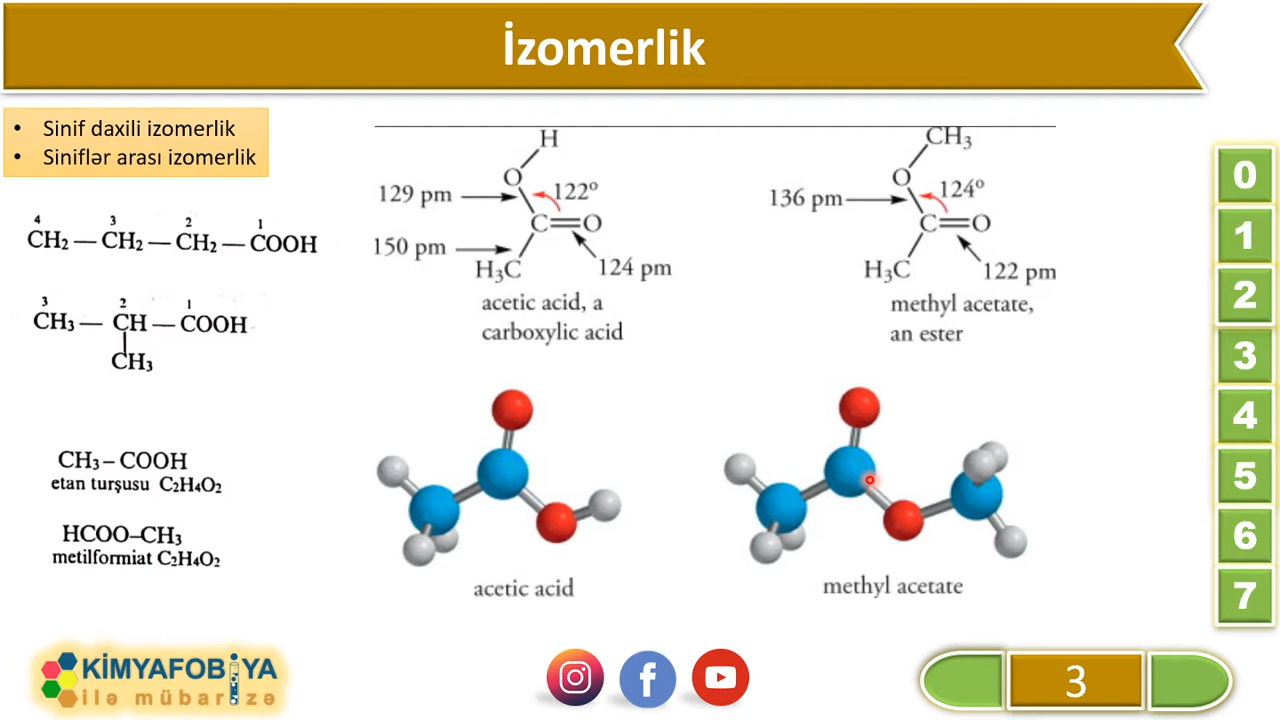 İzomerlik
• Sinif daxili izomerlik
• Siniflər arası izomerlik
4 3 2 1
CH₂ — CH₂ — CH₂ — COOH
3 2 1
CH₃ — CH — COOH
CH₃
CH₃ – COOH
etan turşusu C₂H₄O₂
HCOO–CH₃
metilformiat C₂H₄O₂
H
O
129 pm
122º
C=O
150 pm
H₃C
124 pm
acetic acid, a
carboxylic acid
CH₃
O
136 pm
124º
C=O
H₃C
122 pm
methyl acetate,
an ester
acetic acid
methyl acetate
0
1
2
3
4
5
6
7
KİMYAFOBİYA
ilə mübarizə
f
3